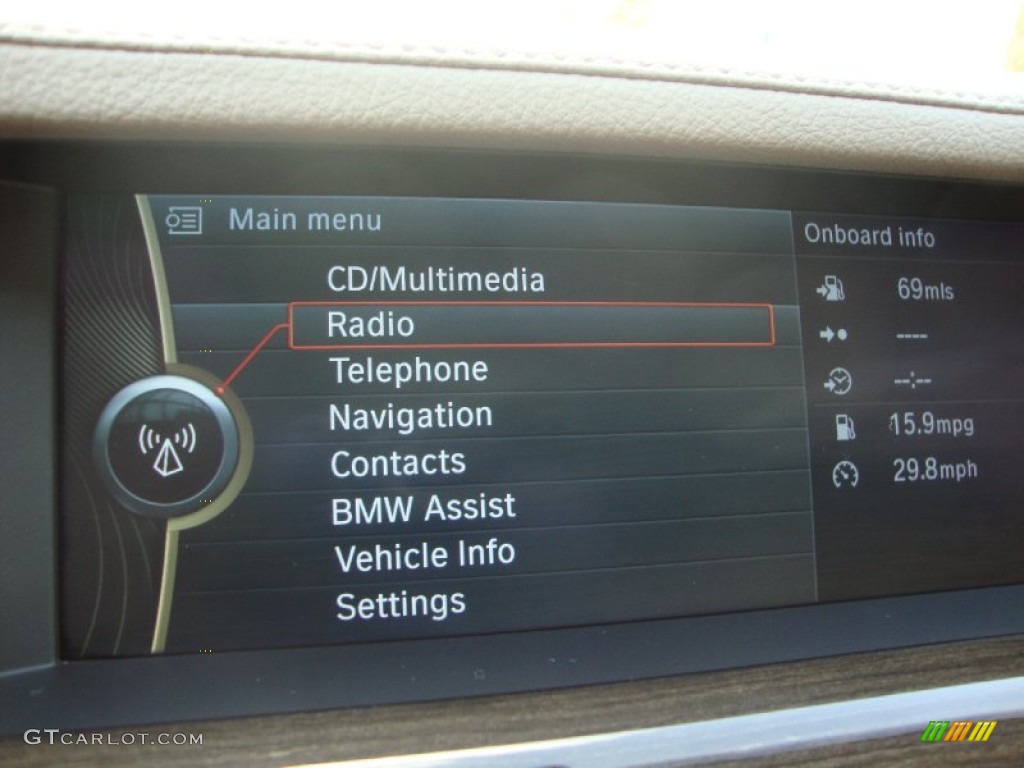 Main menu
CD/Multimedia
Radio
Telephone
Navigation
Contacts
BMW Assist
Vehicle Info
Settings
Onboard info
69mls
----
--:--
15.9mpg
29.8mph
GTCARLOT.COM